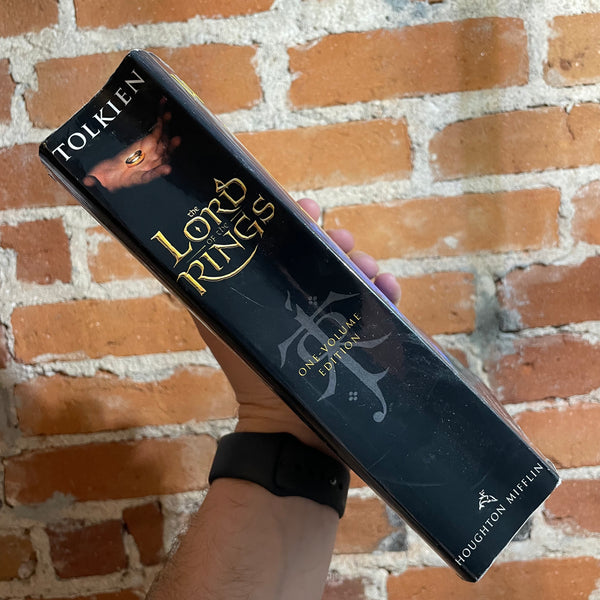 TOLKIEN
the
LORD
OF the
RINGS
ONE-VOLUME
EDITION
HOUGHTON MIFFLIN